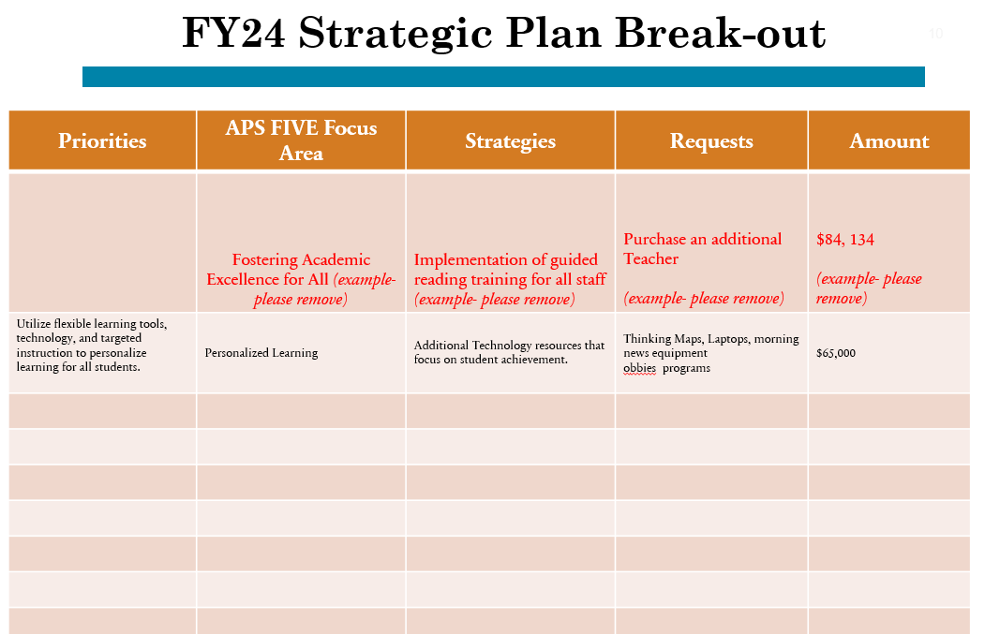 FY24 Strategic Plan Break-out
10
Priorities
APS FIVE Focus
Area
Strategies
Requests
Amount
Fostering Academic
Excellence for All (example-
please remove)
Implementation of guided
reading training for all staff
(example- please remove)
Purchase an additional
Teacher
(example- please remove)
$84, 134
(example- please
remove)
Utilize flexible learning tools,
technology, and targeted
instruction to personalize
learning for all students.
Personalized Learning
Additional Technology resources that
focus on student achievement.
Thinking Maps, Laptops, morning
news equipment
obbies programs
$65,000